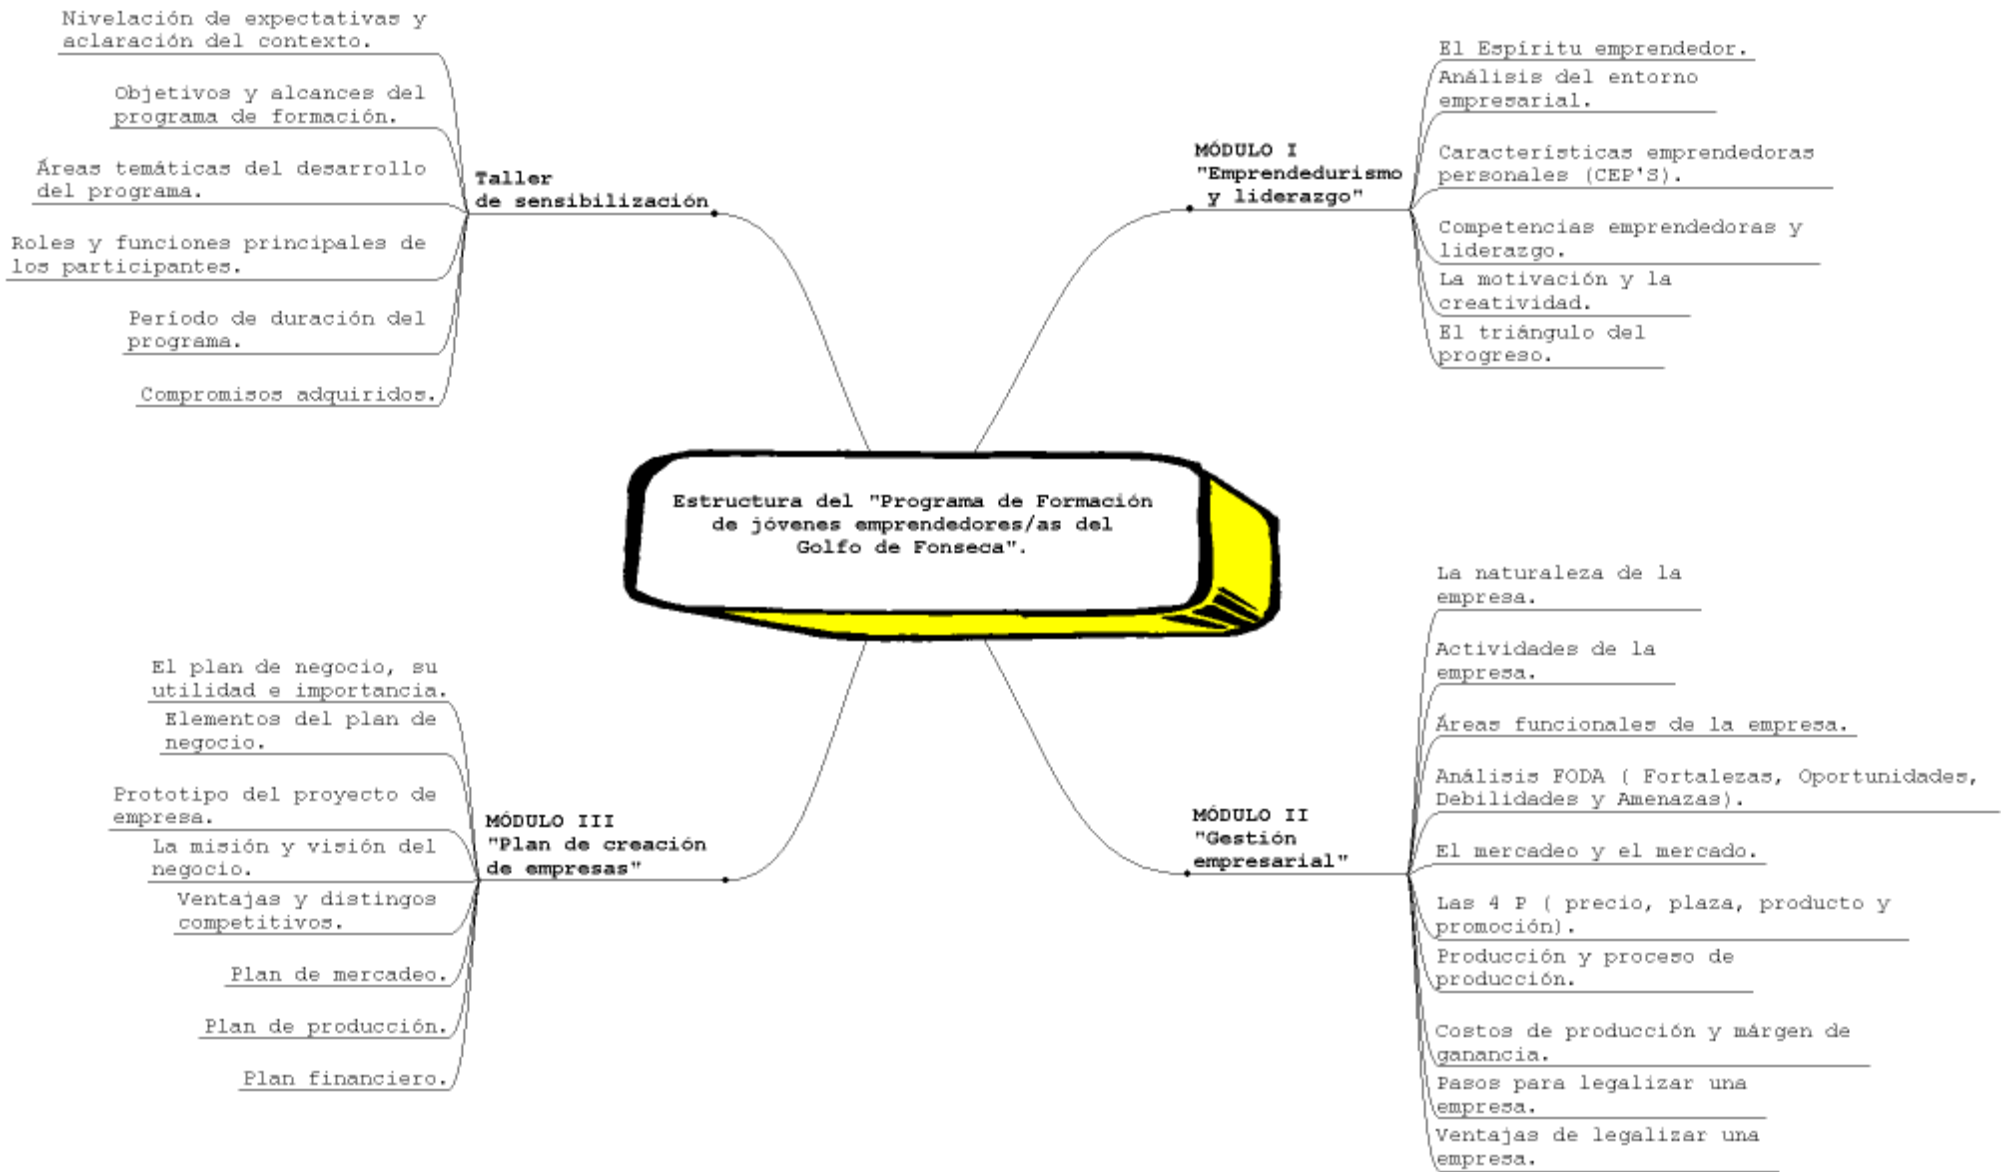 Estructura del "Programa de Formación
de jóvenes emprendedores/as del
Golfo de Fonseca".
Taller
de sensibilización
Nivelación de expectativas y
aclaración del contexto.
Objetivos y alcances del
programa de formación.
Áreas temáticas del desarrollo
del programa.
Roles y funciones principales de
los participantes.
Período de duración del
programa.
Compromisos adquiridos.
MÓDULO I
"Emprendedurismo
y liderazgo"
El Espíritu emprendedor.
Análisis del entorno
empresarial.
Características emprendedoras
personales (CEP'S).
Competencias emprendedoras y
liderazgo.
La motivación y la
creatividad.
El triángulo del
progreso.
MÓDULO II
"Gestión
empresarial"
La naturaleza de la
empresa.
Actividades de la
empresa.
Áreas funcionales de la empresa.
Análisis FODA ( Fortalezas, Oportunidades,
Debilidades y Amenazas).
El mercadeo y el mercado.
Las 4 P ( precio, plaza, producto y
promoción).
Producción y proceso de
producción.
Costos de producción y márgen de
ganancia.
Pasos para legalizar una
empresa.
Ventajas de legalizar una
empresa.
MÓDULO III
"Plan de creación
de empresas"
El plan de negocio, su
utilidad e importancia.
Elementos del plan de
negocio.
Prototipo del proyecto de
empresa.
La misión y visión del
negocio.
Ventajas y distingos
competitivos.
Plan de mercadeo.
Plan de producción.
Plan financiero.